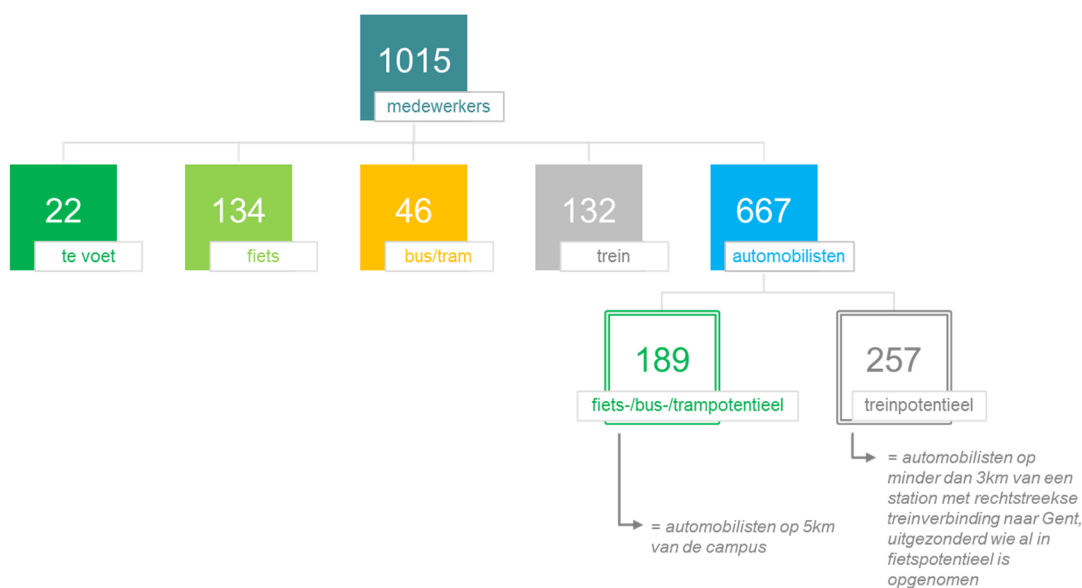 1015
medewerkers
22
te voet
134
fiets
46
bus/tram
132
trein
667
automobilisten
189
fiets-/bus-/trampotentieel
257
treinpotentieel
= automobilisten op 5km
van de campus
= automobilisten op
minder dan 3km van een
station met rechtstreekse
treinverbinding naar Gent,
uitgezonderd wie al in
fietspotentieel is
opgenomen